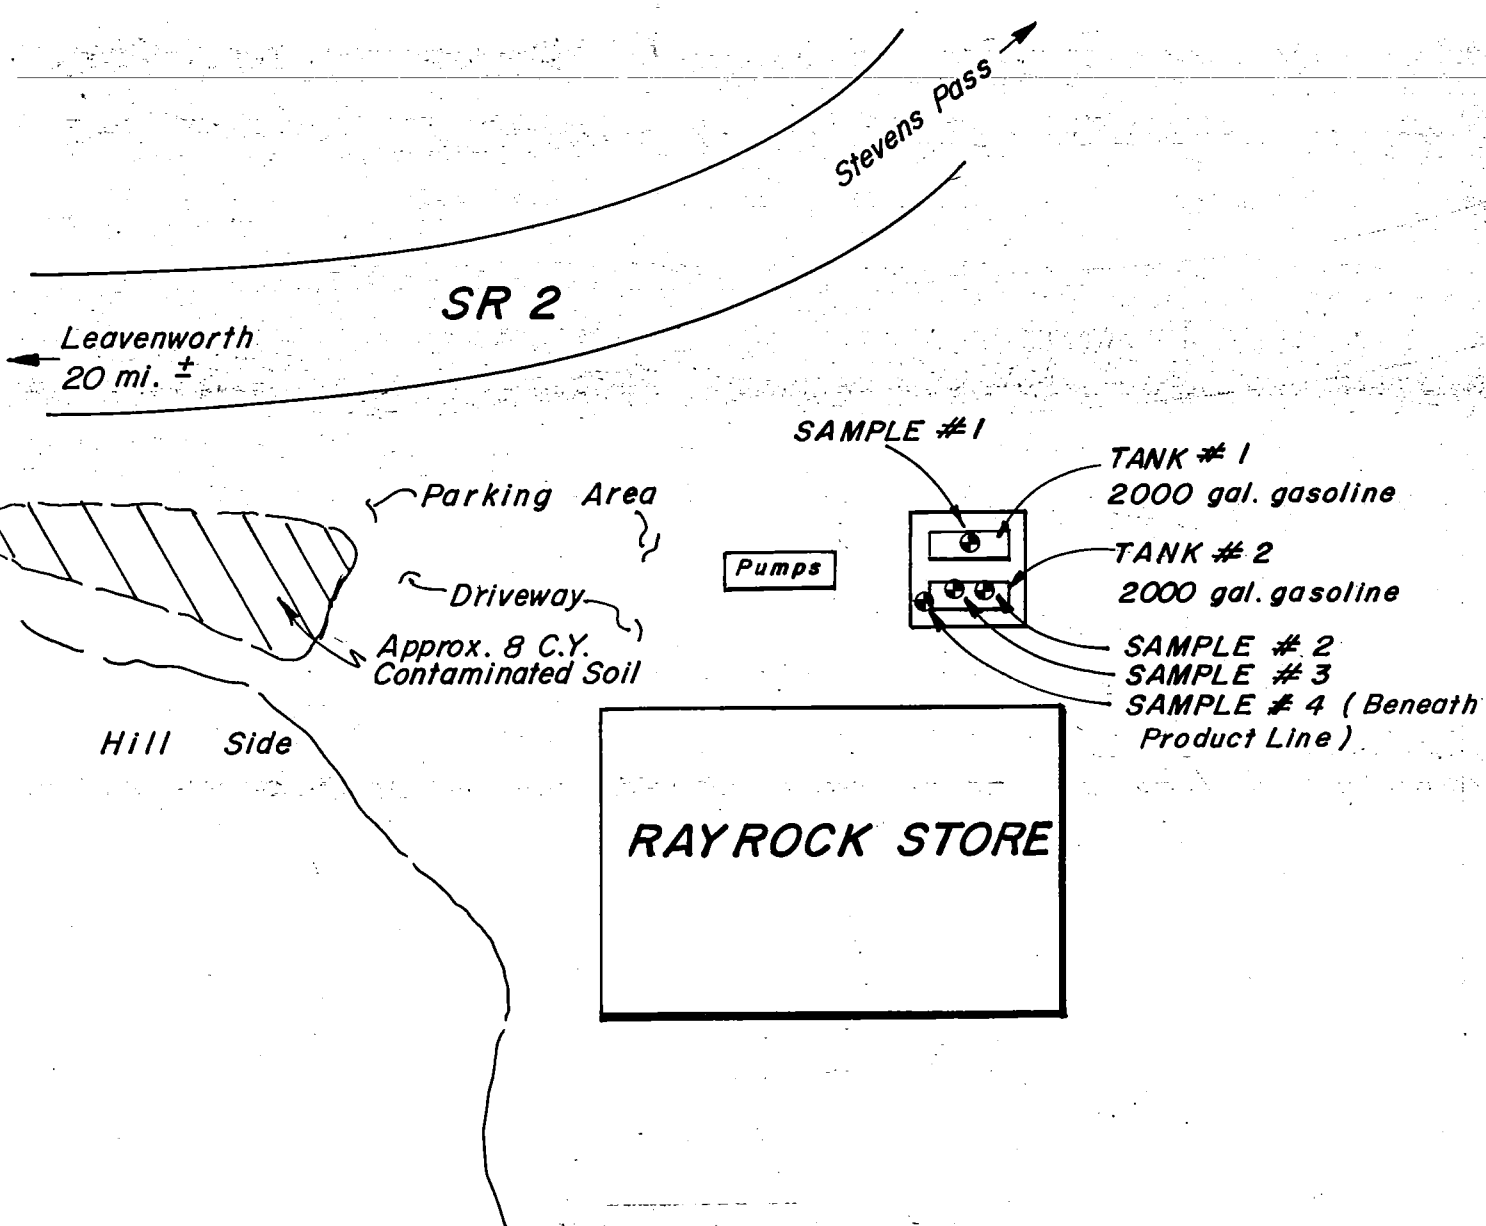 Stevens Pass
SR 2
Leavenworth
20 mi. ±
SAMPLE #1
TANK # 1
2000 gal. gasoline
Parking Area
TANK # 2
2000 gal. gasoline
Pumps
Driveway
Approx. 8 C.Y.
Contaminated Soil
SAMPLE # 2
SAMPLE # 3
SAMPLE # 4 ( Beneath
Product Line )
Hill Side
RAYROCK STORE